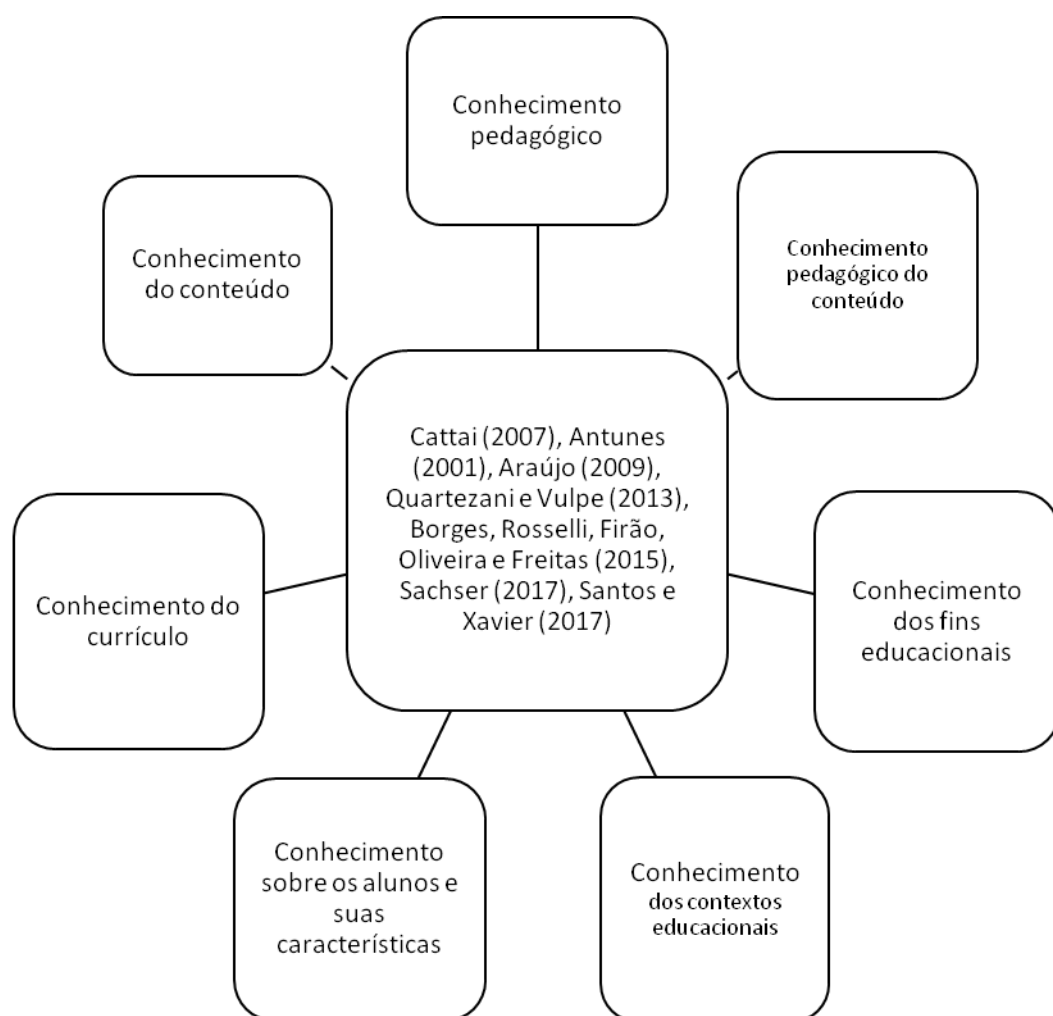 Conhecimento
pedagógico
Conhecimento
do conteúdo
Conhecimento
pedagógico do
conteúdo
Cattai (2007), Antunes
(2001), Araújo (2009),
Quartezani e Vulpe (2013),
Borges, Rosselli, Firão,
Oliveira e Freitas (2015),
Sachser (2017), Santos e
Xavier (2017)
Conhecimento do
currículo
Conhecimento
dos fins
educacionais
Conhecimento
sobre os alunos e
suas
características
Conhecimento
dos contextos
educacionais